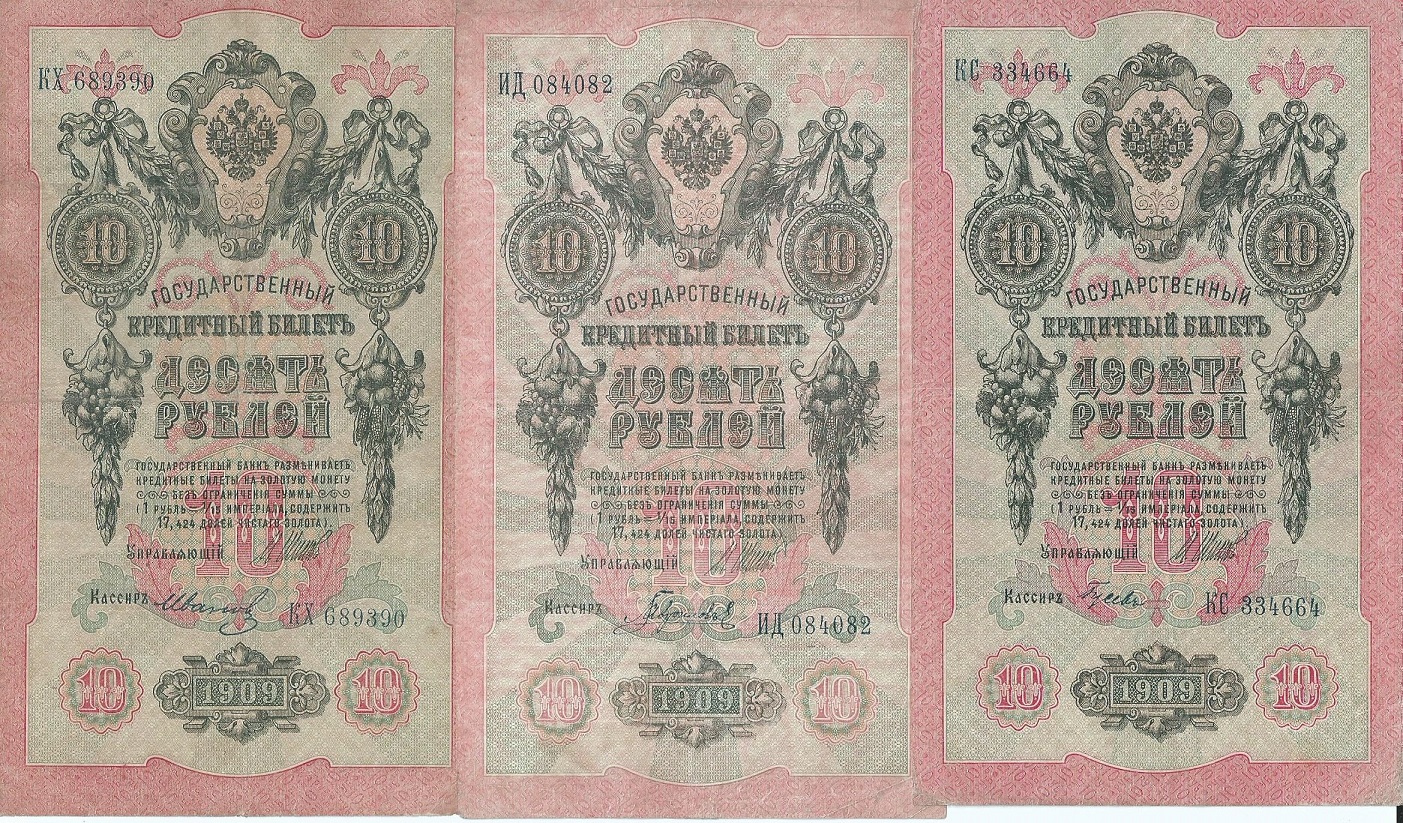 КХ 689390
10 10
ГОСУДАРСТВЕННЫЙ
КРЕДИТНЫЙ БИЛЕТЪ
ДЕСЯТЬ
РУБЛЕЙ
ГОСУДАРСТВЕННЫЙ БАНКЪ РАЗМѢНИВАЕТЪ
КРЕДИТНЫЕ БИЛЕТЫ НА ЗОЛОТУЮ МОНЕТУ
БЕЗЪ ОГРАНИЧЕНІЯ СУММЫ
(1 РУБЛЬ = 1/15 ИМПЕРІАЛА, СОДЕРЖИТЪ
17,424 ДОЛЕЙ ЧИСТАГО ЗОЛОТА).
10
УПРАВЛЯЮЩІЙ
КАССИРЪ Иванов
КХ 689390
10 1909 10
ИД 084082
10 10
ГОСУДАРСТВЕННЫЙ
КРЕДИТНЫЙ БИЛЕТЪ
ДЕСЯТЬ
РУБЛЕЙ
ГОСУДАРСТВЕННЫЙ БАНКЪ РАЗМѢНИВАЕТЪ
КРЕДИТНЫЕ БИЛЕТЫ НА ЗОЛОТУЮ МОНЕТУ
БЕЗЪ ОГРАНИЧЕНІЯ СУММЫ
(1 РУБЛЬ = 1/15 ИМПЕРІАЛА, СОДЕРЖИТЪ
17,424 ДОЛЕЙ ЧИСТАГО ЗОЛОТА).
10
УПРАВЛЯЮЩІЙ
КАССИРЪ
ИД 084082
10 1909 10
КС 334664
10 10
ГОСУДАРСТВЕННЫЙ
КРЕДИТНЫЙ БИЛЕТЪ
ДЕСЯТЬ
РУБЛЕЙ
ГОСУДАРСТВЕННЫЙ БАНКЪ РАЗМѢНИВАЕТЪ
КРЕДИТНЫЕ БИЛЕТЫ НА ЗОЛОТУЮ МОНЕТУ
БЕЗЪ ОГРАНИЧЕНІЯ СУММЫ
(1 РУБЛЬ = 1/15 ИМПЕРІАЛА, СОДЕРЖИТЪ
17,424 ДОЛЕЙ ЧИСТАГО ЗОЛОТА).
10
УПРАВЛЯЮЩІЙ
КАССИРЪ
КС 334664
10 1909 10